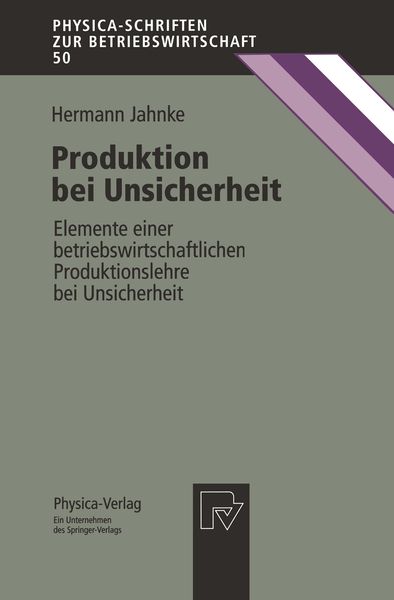 PHYSICA-SCHRIFTEN
ZUR BETRIEBSWIRTSCHAFT
50
Hermann Jahnke
Produktion
bei Unsicherheit
Elemente einer
betriebswirtschaftlichen
Produktionslehre
bei Unsicherheit
Physica-Verlag
Ein Unternehmen
des Springer-Verlags
PV